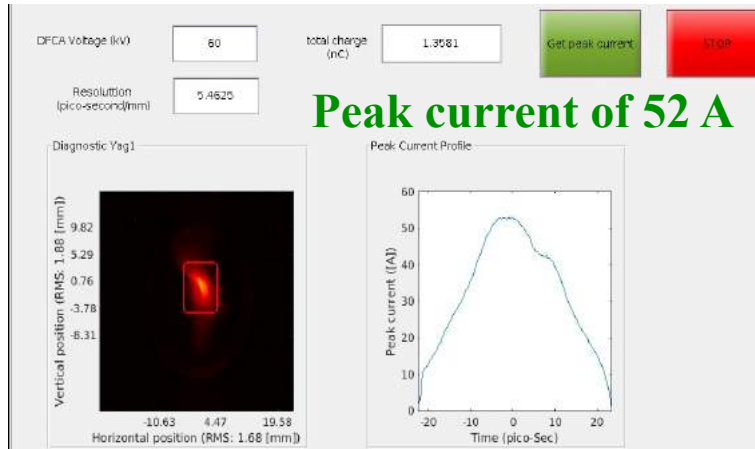 DFCA Voltage (kV)
60
total charge
(nC)
1.3581
Get peak current
STOP
Resoluttion
(pico-second/mm)
5.4625
Peak current of 52 A
Diagnostic Yag1
Peak Current Profile
Vertical position (RMS: 1.88 [mm])
9.82
5.29
0.76
-3.78
-8.31
-10.63
4.47
19.58
Horizontal position (RMS: 1.68 [mm])
Peak current ([A])
60
50
40
30
20
10
0
-20
-10
0
10
20
Time (pico-Sec)